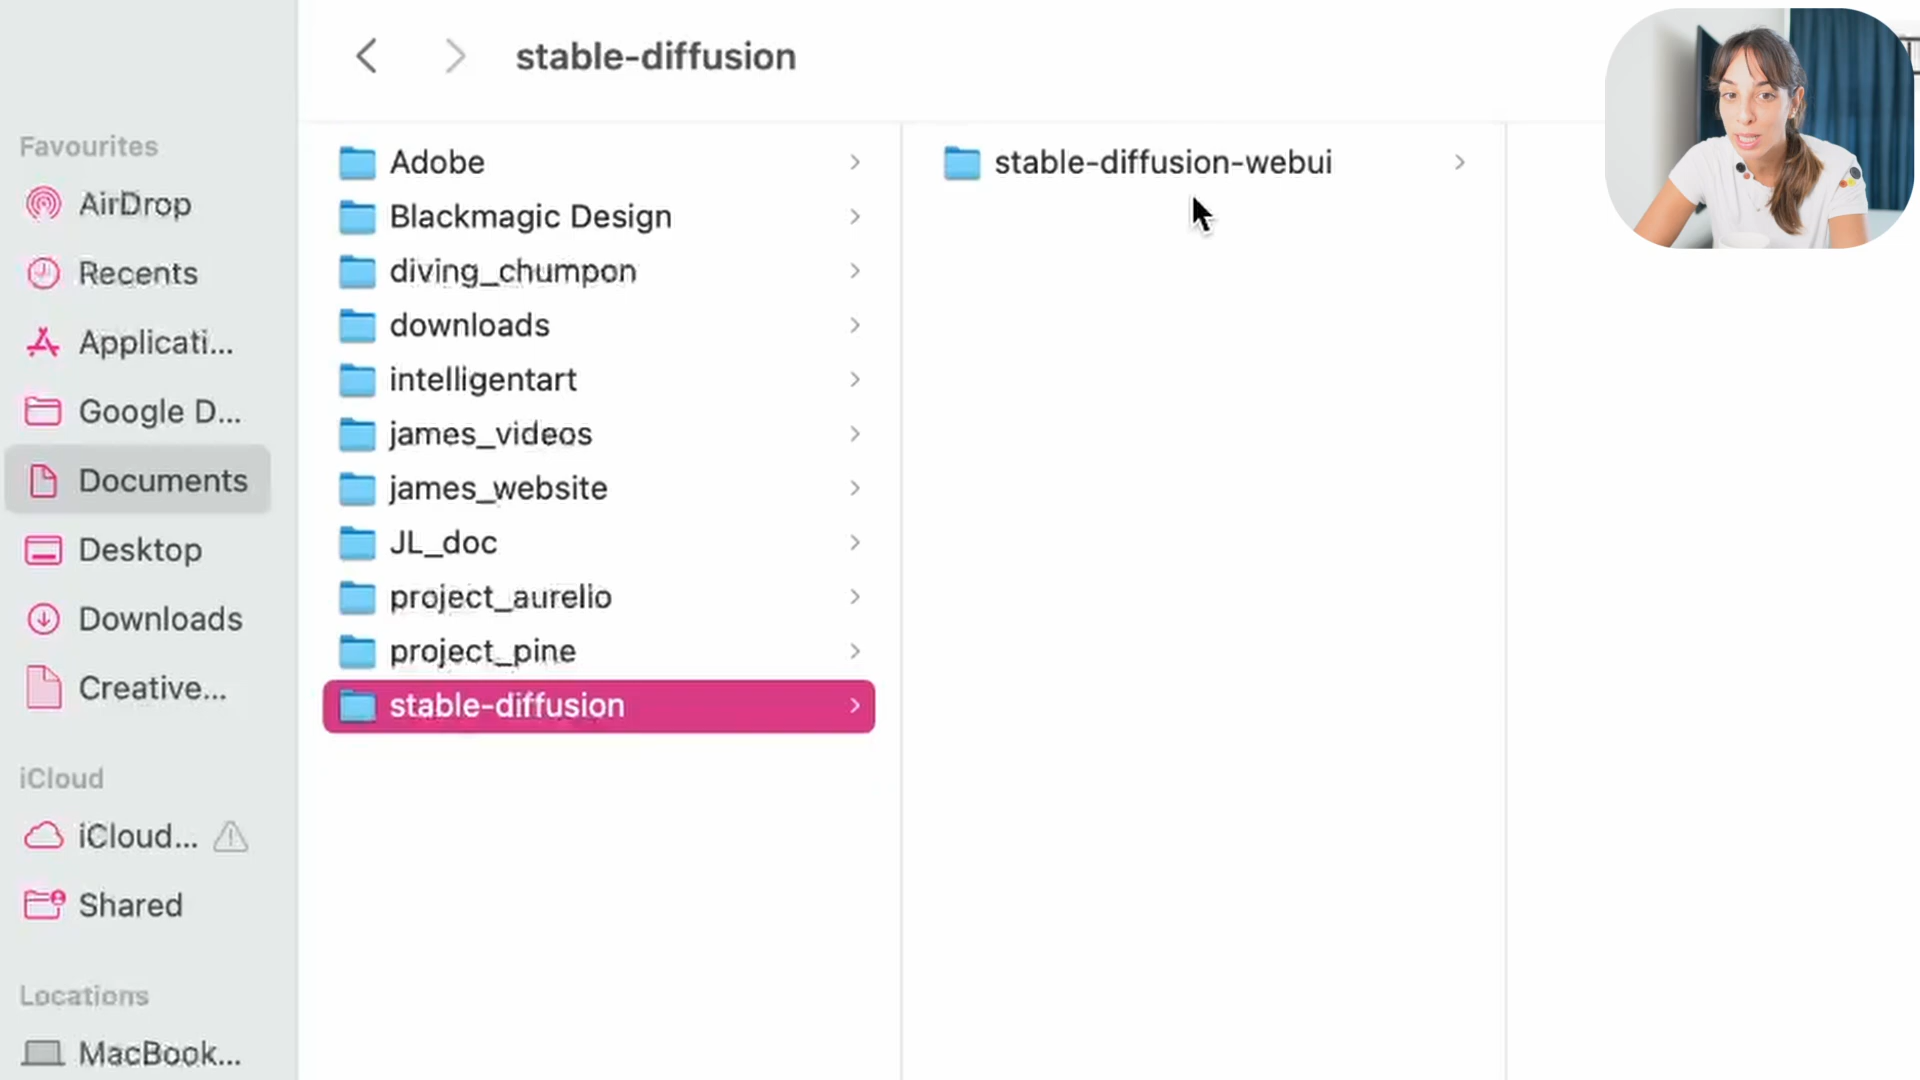 stable-diffusion
Favourites
AirDrop
Recents
Applicati...
Google D...
Documents
Desktop
Downloads
Creative...
iCloud
iCloud...
Shared
Locations
MacBook...
Adobe
Blackmagic Design
diving_chumpon
downloads
intelligentart
james_videos
james_website
JL_doc
project_aurelio
project_pine
stable-diffusion
stable-diffusion-webui